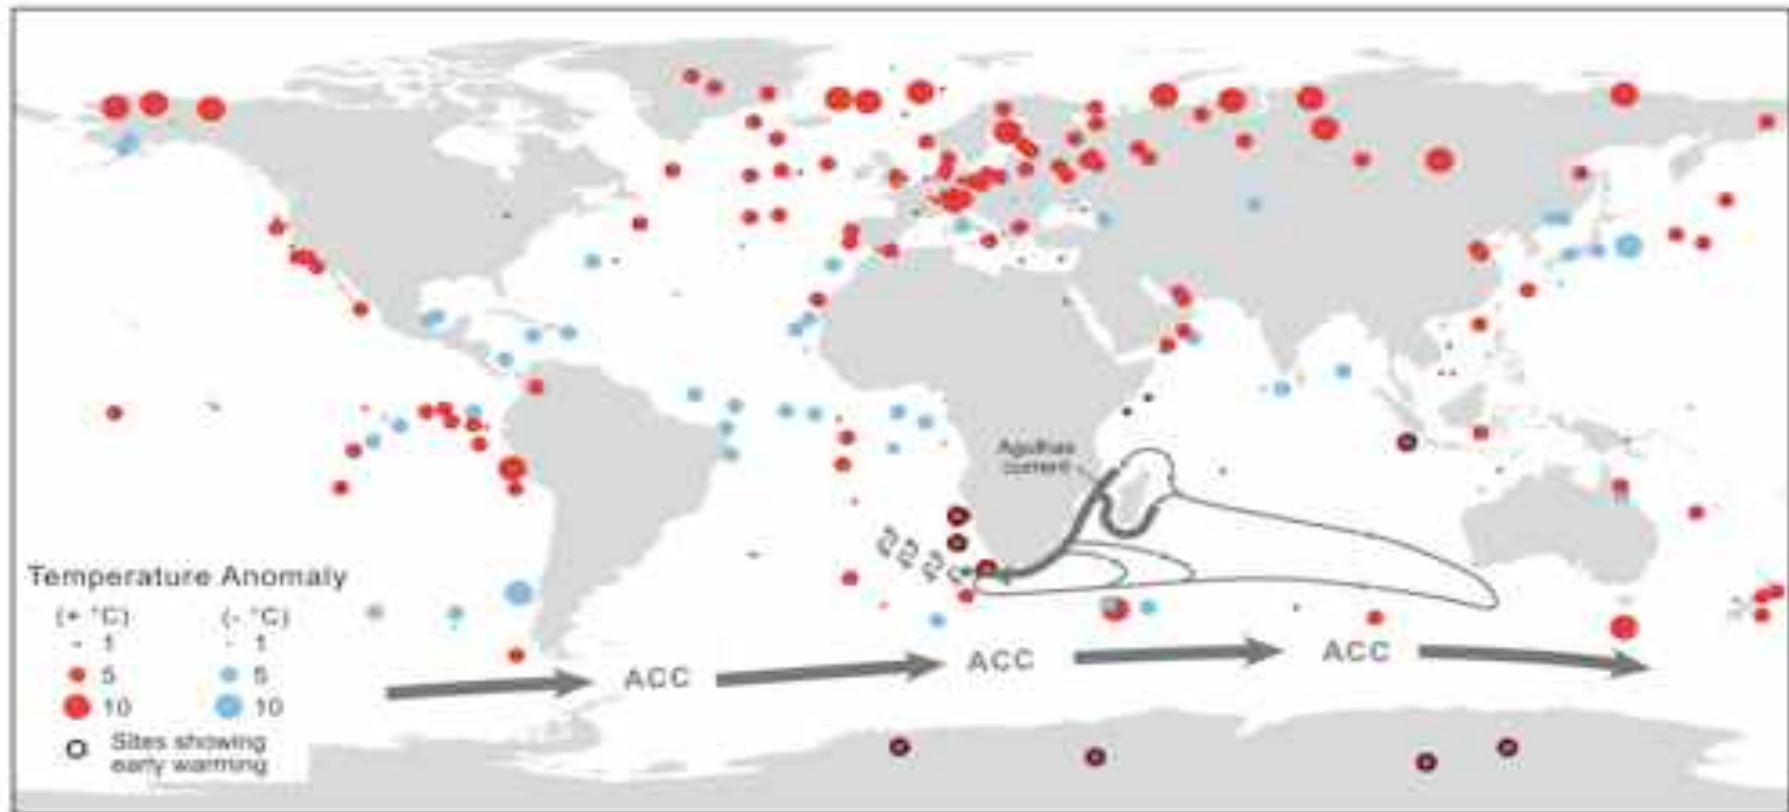 Agulhas
current
Temperature Anomaly
(+ °C) (- °C)
- 1 - 1
5 5
10 10
Sites showing
early warming
ACC
ACC
ACC